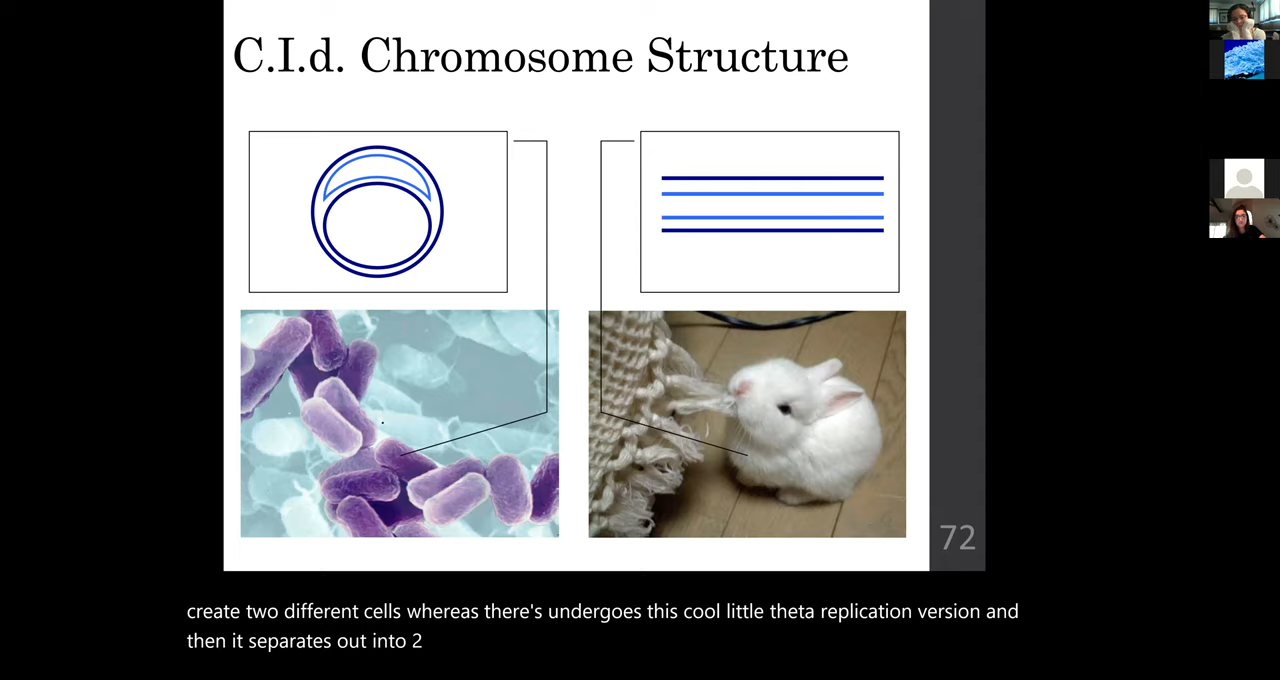 C.I.d. Chromosome Structure
72
create two different cells whereas there's undergoes this cool little theta replication version and
then it separates out into 2